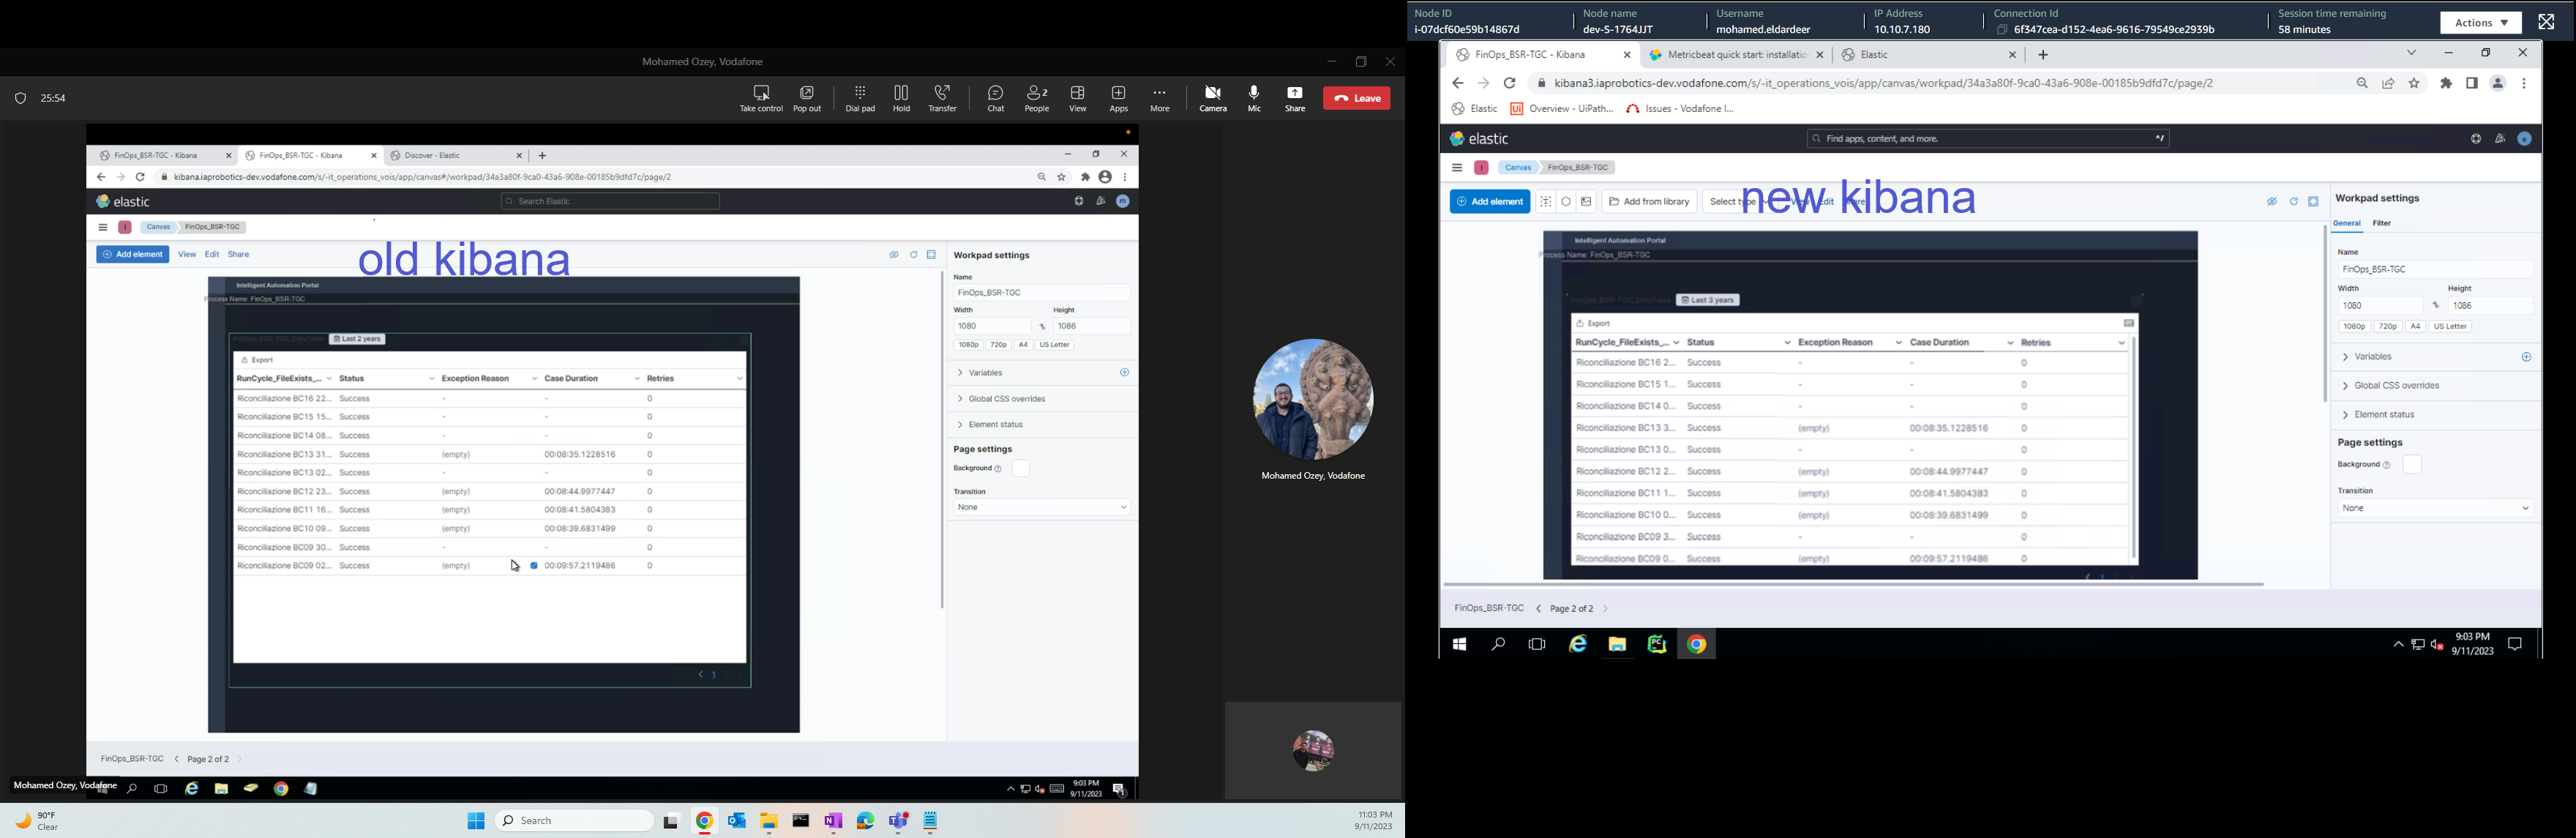 Mohamed Ozey, Vodafone
25:54
Take control
Pop out
Dial pad
Hold
Transfer
Chat
2
People
View
Apps
More
Camera
Mic
Share
Leave
FinOps_BSR-TGC - Kibana
FinOps_BSR-TGC - Kibana
Discover - Elastic
kibana.iaprobotics-dev.vodafone.com/s/-it_operations_vois/app/canvas#/workpad/34a3a80f-9ca0-43a6-908e-00185b9dfd7c/page/2
elastic
Search Elastic
m
I
Canvas
FinOps_BSR-TGC
Add element
View
Edit
Share
old kibana
Intelligent Automation Portal
Process Name: FinOps_BSR-TGC
FinOps_BSR-TGC_DataTable
Last 2 years
Export
RunCycle_FileExists_... Status Exception Reason Case Duration Retries
Riconciliazione BC16 22... Success - - 0
Riconciliazione BC15 15... Success - - 0
Riconciliazione BC14 08... Success - - 0
Riconciliazione BC13 31... Success (empty) 00:08:35.1228516 0
Riconciliazione BC13 02... Success - - 0
Riconciliazione BC12 23... Success (empty) 00:08:44.9977447 0
Riconciliazione BC11 16... Success (empty) 00:08:41.5804383 0
Riconciliazione BC10 09... Success (empty) 00:08:39.6831499 0
Riconciliazione BC09 30... Success - - 0
Riconciliazione BC09 02... Success (empty) 00:09:57.2119486 0
1
Workpad settings
Name
FinOps_BSR-TGC
Width
Height
1080
1086
1080p
720p
A4
US Letter
Variables
Global CSS overrides
Element status
Page settings
Background
Transition
None
FinOps_BSR-TGC
Page 2 of 2
Mohamed Ozey, Vodafone
9:03 PM
9/11/2023
1
Mohamed Ozey, Vodafone
90°F
Clear
Search
11:03 PM
9/11/2023
Node ID
i-07dcf60e59b14867d
Node name
dev-S-1764JJT
Username
mohamed.eldardeer
IP Address
10.10.7.180
Connection Id
6f347cea-d152-4ea6-9616-79549ce2939b
Session time remaining
58 minutes
Actions
FinOps_BSR-TGC - Kibana
Metricbeat quick start: installatio
Elastic
kibana3.iaprobotics-dev.vodafone.com/s/-it_operations_vois/app/canvas/workpad/34a3a80f-9ca0-43a6-908e-00185b9dfd7c/page/2
Elastic
Overview - UiPath...
Issues - Vodafone I...
elastic
Find apps, content, and more.
^/
e
I
Canvas
FinOps_BSR-TGC
Add element
Add from library
Select type
Edit
new kibana
Intelligent Automation Portal
Process Name: FinOps_BSR-TGC
FinOps_BSR-TGC_DataTable
Last 3 years
Export
RunCycle_FileExists_... Status Exception Reason Case Duration Retries
Riconciliazione BC16 2... Success - - 0
Riconciliazione BC15 1... Success - - 0
Riconciliazione BC14 0... Success - - 0
Riconciliazione BC13 3... Success (empty) 00:08:35.1228516 0
Riconciliazione BC13 0... Success - - 0
Riconciliazione BC12 2... Success (empty) 00:08:44.9977447 0
Riconciliazione BC11 1... Success (empty) 00:08:41.5804383 0
Riconciliazione BC10 0... Success (empty) 00:08:39.6831499 0
Riconciliazione BC09 3... Success - - 0
Riconciliazione BC09 0... Success (empty) 00:09:57.2119486 0
1
Workpad settings
General
Filter
Name
FinOps_BSR-TGC
Width
Height
1080
1086
1080p
720p
A4
US Letter
Variables
Global CSS overrides
Element status
Page settings
Background
Transition
None
FinOps_BSR-TGC
Page 2 of 2
9:03 PM
9/11/2023